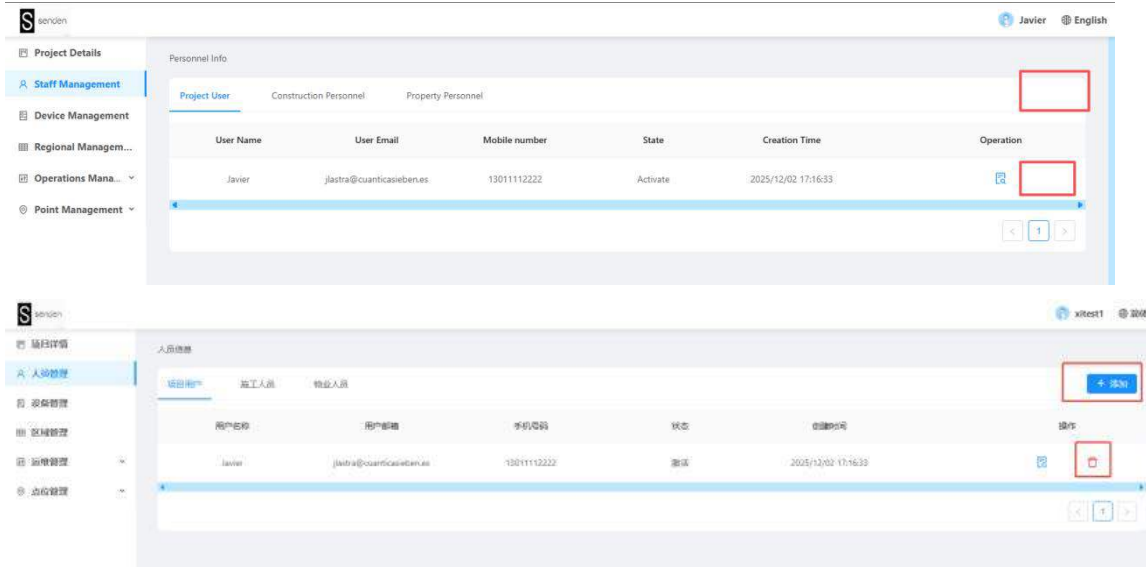 senden
Javier
English
Project Details
Staff Management
Device Management
Regional Managem...
Operations Mana...
Point Management
Personnel Info
Project User
Construction Personnel
Property Personnel
User Name
User Email
Mobile number
State
Creation Time
Operation
Javier
jlastra@cuanticasieben.es
13011112222
Activate
2025/12/02 17:16:33
1
senden
xitest1
项目详情
人员管理
设备管理
区域管理
运维管理
点位管理
人员信息
项目用户
施工人员
物业人员
+ 添加
用户名称
用户邮箱
手机号码
状态
创建时间
操作
Javier
jlastra@cuanticasieben.es
13011112222
激活
2025/12/02 17:16:33
1